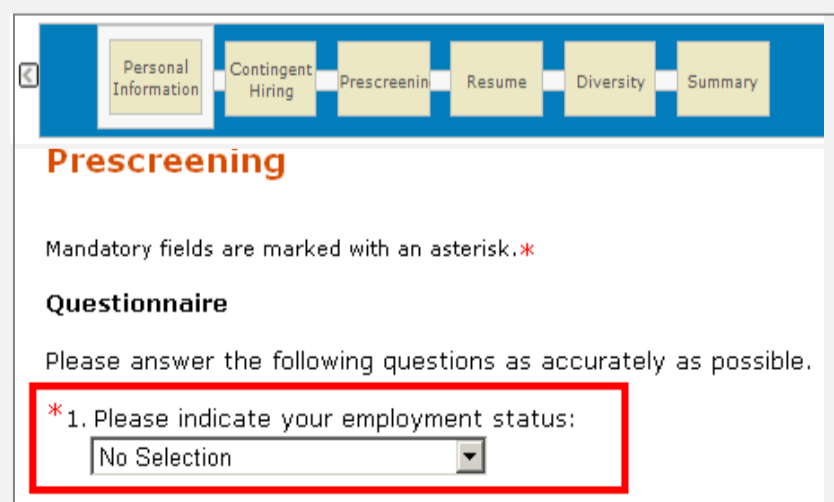 Personal
Information
Contingent
Hiring
Prescreenin
Resume
Diversity
Summary
Prescreening
Mandatory fields are marked with an asterisk.*
Questionnaire
Please answer the following questions as accurately as possible.
*1. Please indicate your employment status:
No Selection